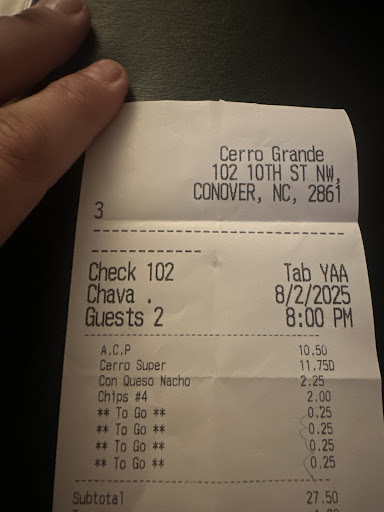 Cerro Grande
102 10TH ST NW,
CONOVER, NC, 2861
3
------------------------------
-------------
Check 102 Tab YAA
Chava . 8/2/2025
Guests 2 8:00 PM
------------------------------
A.C.P 10.50
Cerro Super 11.75D
Con Queso Nacho 2.25
Chips #4 2.00
** To Go ** 0.25
** To Go ** 0.25
** To Go ** 0.25
** To Go ** 0.25
------------------------------
Subtotal 27.50